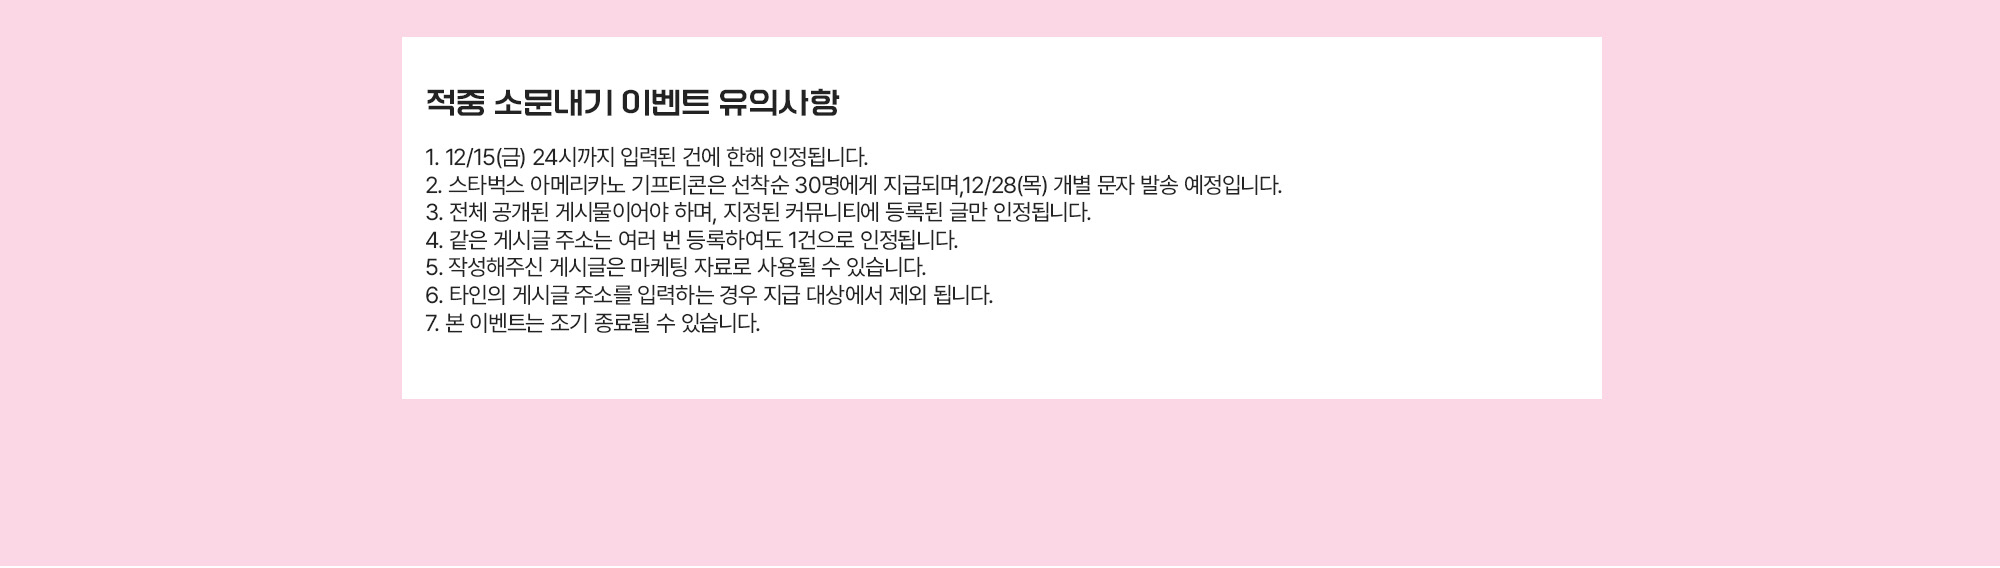 적중 소문내기 이벤트 유의사항
1. 12/15(금) 24시까지 입력된 건에 한해 인정됩니다.
2. 스타벅스 아메리카노 기프티콘은 선착순 30명에게 지급되며,12/28(목) 개별 문자 발송 예정입니다.
3. 전체 공개된 게시물이어야 하며, 지정된 커뮤니티에 등록된 글만 인정됩니다.
4. 같은 게시글 주소는 여러 번 등록하여도 1건으로 인정됩니다.
5. 작성해주신 게시글은 마케팅 자료로 사용될 수 있습니다.
6. 타인의 게시글 주소를 입력하는 경우 지급 대상에서 제외 됩니다.
7. 본 이벤트는 조기 종료될 수 있습니다.